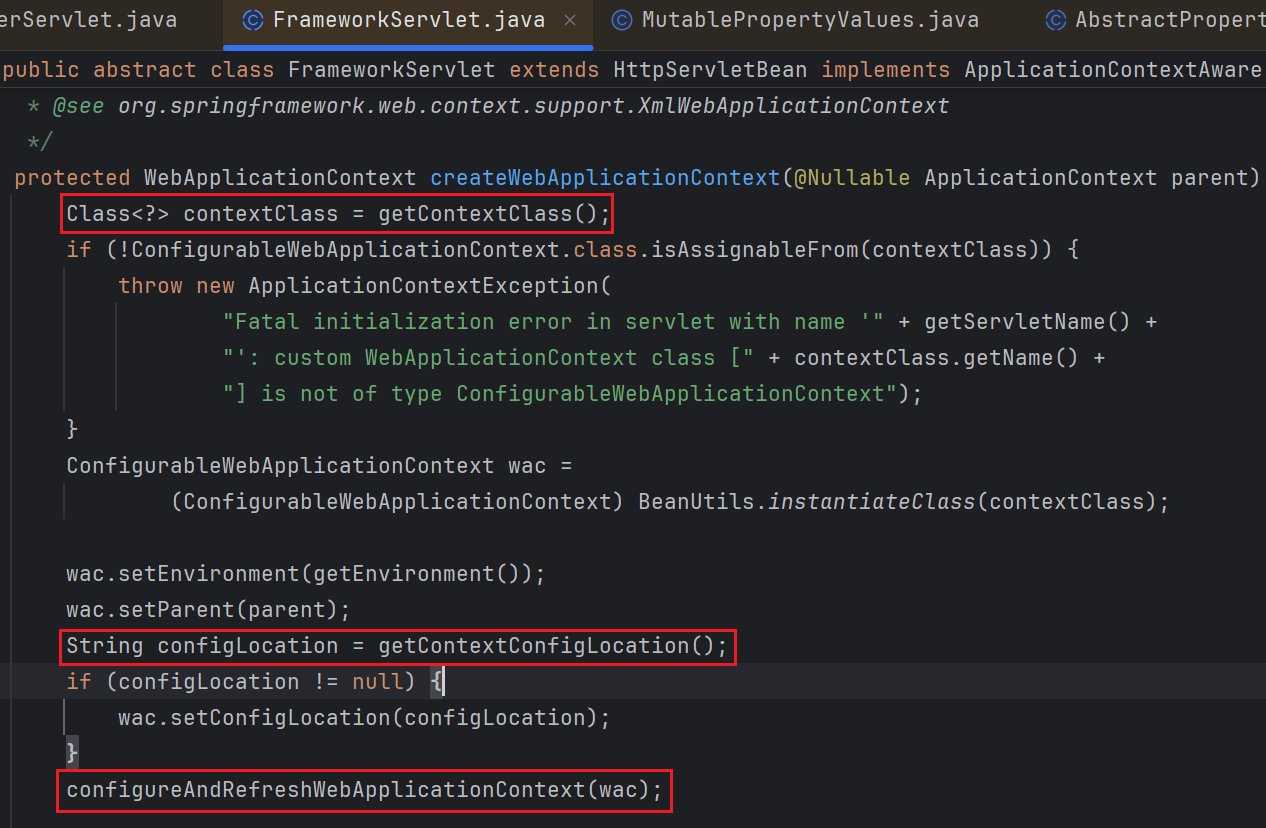 erServlet.java FrameworkServlet.java × MutablePropertyValues.java AbstractPropert
public abstract class FrameworkServlet extends HttpServletBean implements ApplicationContextAware
* @see org.springframework.web.context.support.XmlWebApplicationContext
*/
protected WebApplicationContext createWebApplicationContext(@Nullable ApplicationContext parent)
Class<?> contextClass = getContextClass();
if (!ConfigurableWebApplicationContext.class.isAssignableFrom(contextClass)) {
throw new ApplicationContextException(
"Fatal initialization error in servlet with name '" + getServletName() +
"': custom WebApplicationContext class [" + contextClass.getName() +
"] is not of type ConfigurableWebApplicationContext");
}
ConfigurableWebApplicationContext wac =
(ConfigurableWebApplicationContext) BeanUtils.instantiateClass(contextClass);
wac.setEnvironment(getEnvironment());
wac.setParent(parent);
String configLocation = getContextConfigLocation();
if (configLocation != null) {
wac.setConfigLocation(configLocation);
}
configureAndRefreshWebApplicationContext(wac);